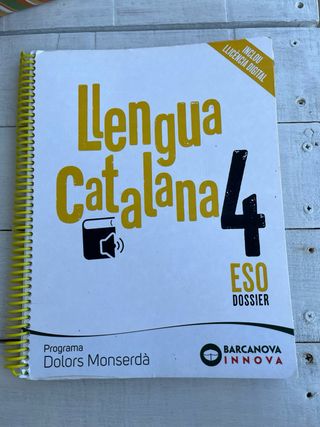 INCLOU
LLICÈNCIA DIGITAL
Llengua
Catalana 4
ESO
DOSSIER
Programa
Dolors Monserdà
BARCANOVA
INNOVA